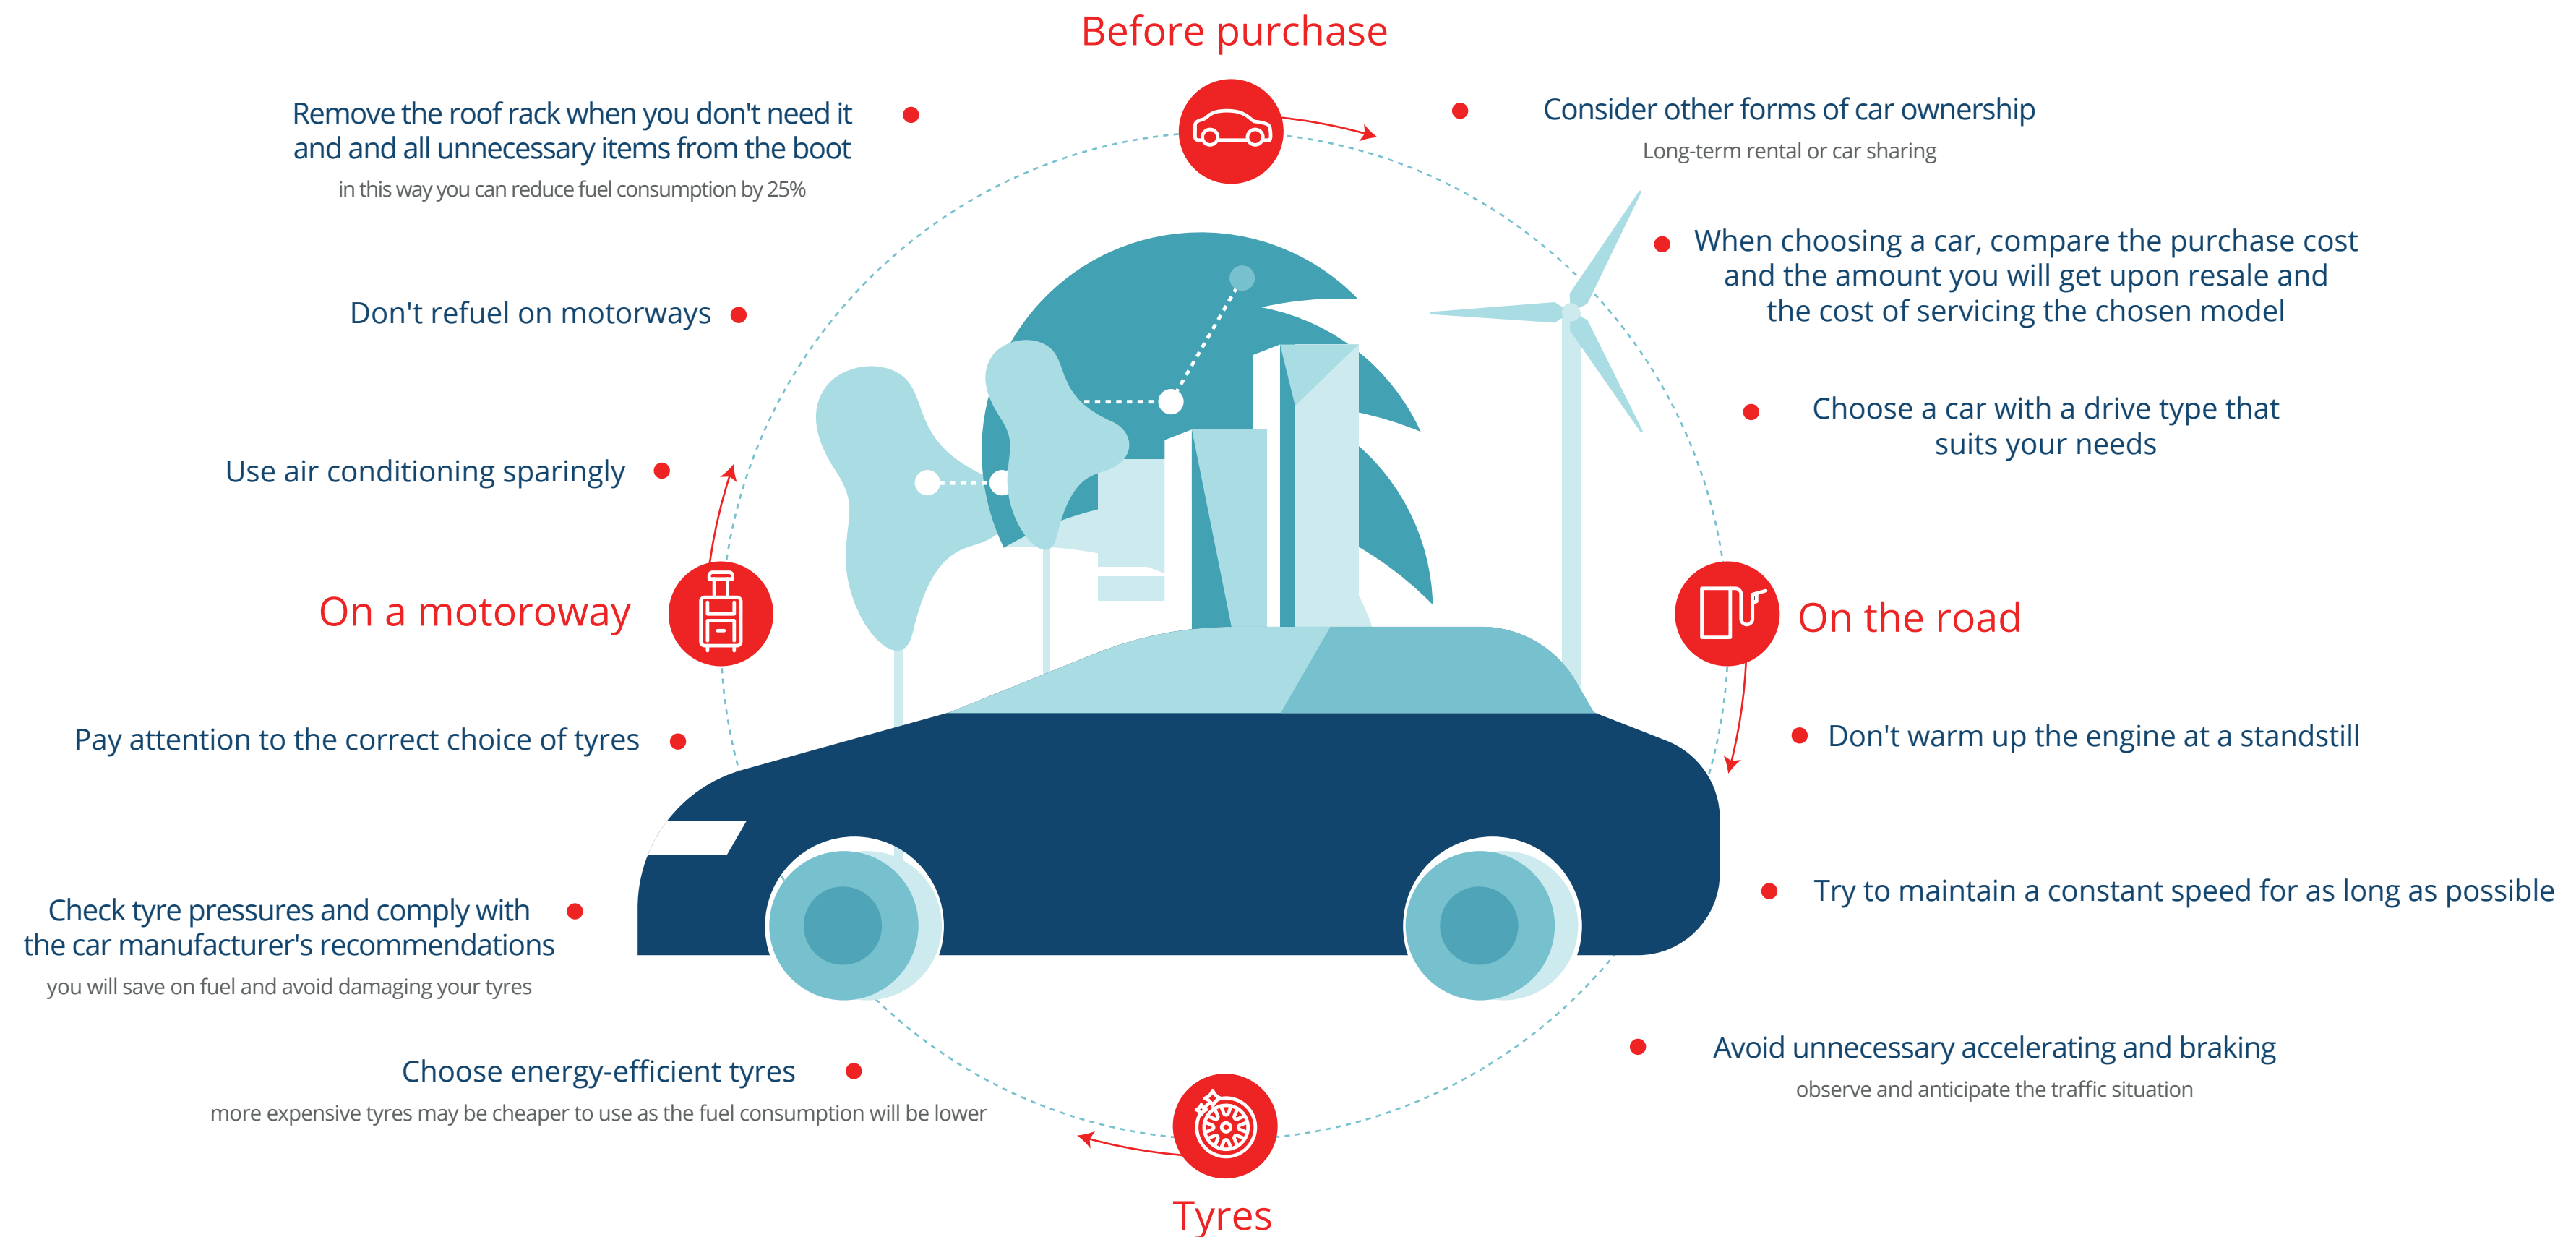 Before purchase
Consider other forms of car ownership
Long-term rental or car sharing
When choosing a car, compare the purchase cost
and the amount you will get upon resale and
the cost of servicing the chosen model
Choose a car with a drive type that
suits your needs
On the road
Don't warm up the engine at a standstill
Try to maintain a constant speed for as long as possible
Avoid unnecessary accelerating and braking
observe and anticipate the traffic situation
Tyres
Choose energy-efficient tyres
more expensive tyres may be cheaper to use as the fuel consumption will be lower
Check tyre pressures and comply with
the car manufacturer's recommendations
you will save on fuel and avoid damaging your tyres
Pay attention to the correct choice of tyres
On a motoroway
Use air conditioning sparingly
Don't refuel on motorways
Remove the roof rack when you don't need it
and and all unnecessary items from the boot
in this way you can reduce fuel consumption by 25%